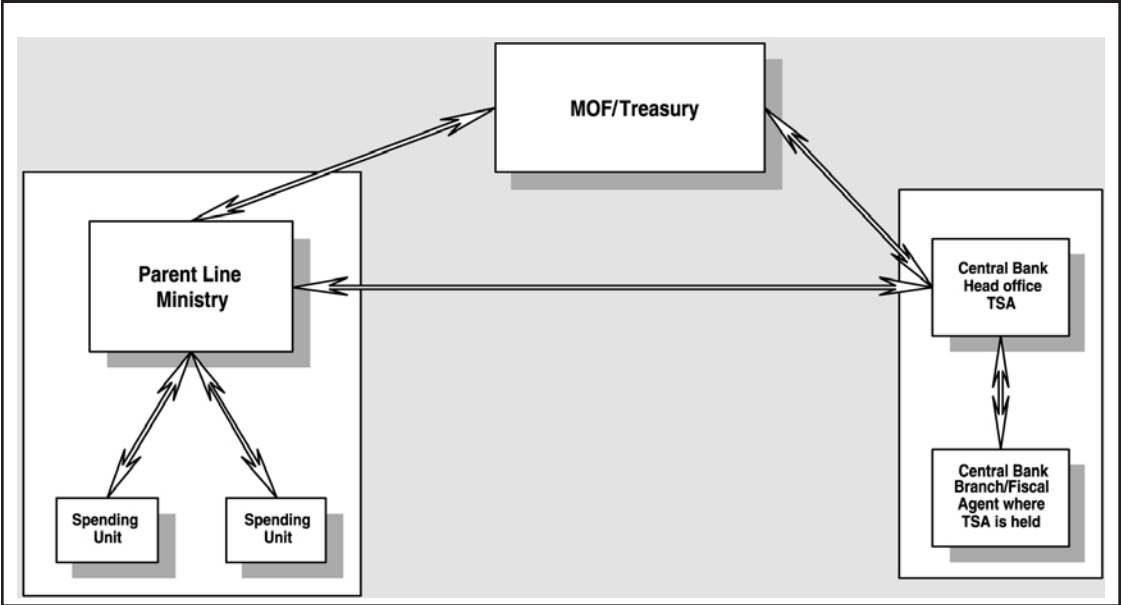 MOF/Treasury
Parent Line
Ministry
Central Bank
Head office
TSA
Spending
Unit
Spending
Unit
Central Bank
Branch/Fiscal
Agent where
TSA is held